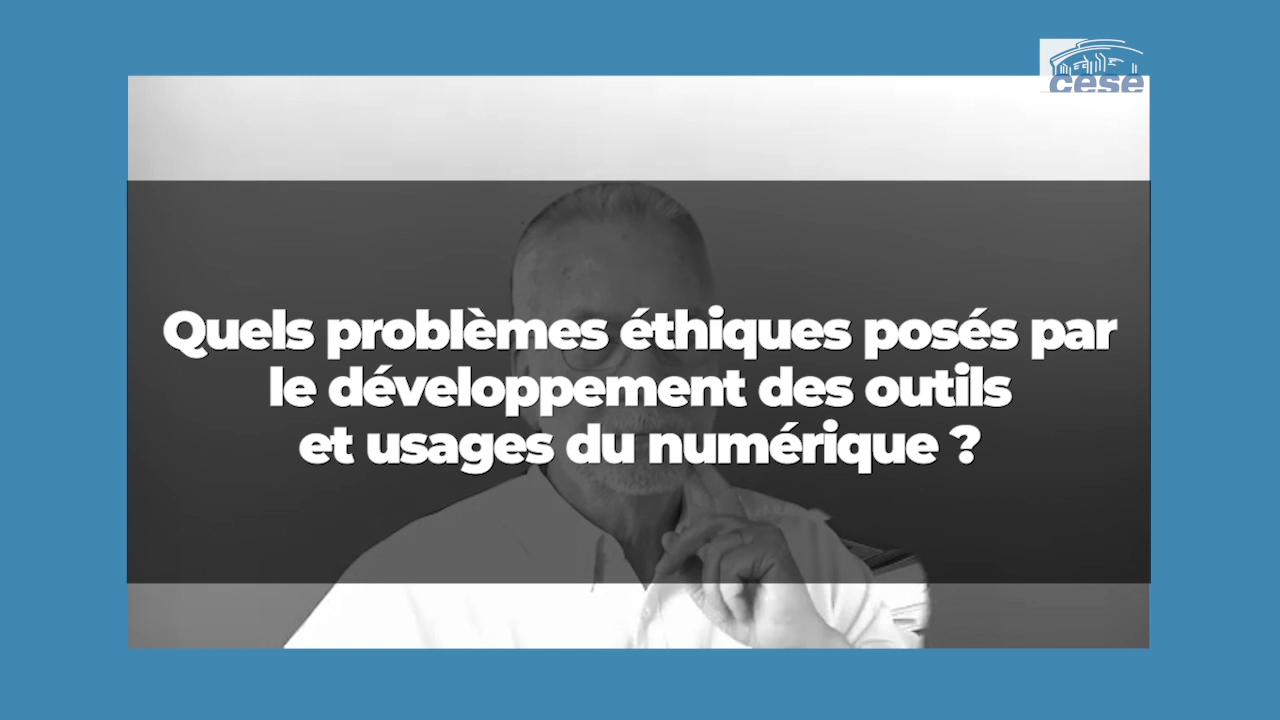 cese
Quels problèmes éthiques posés par
le développement des outils
et usages du numérique ?